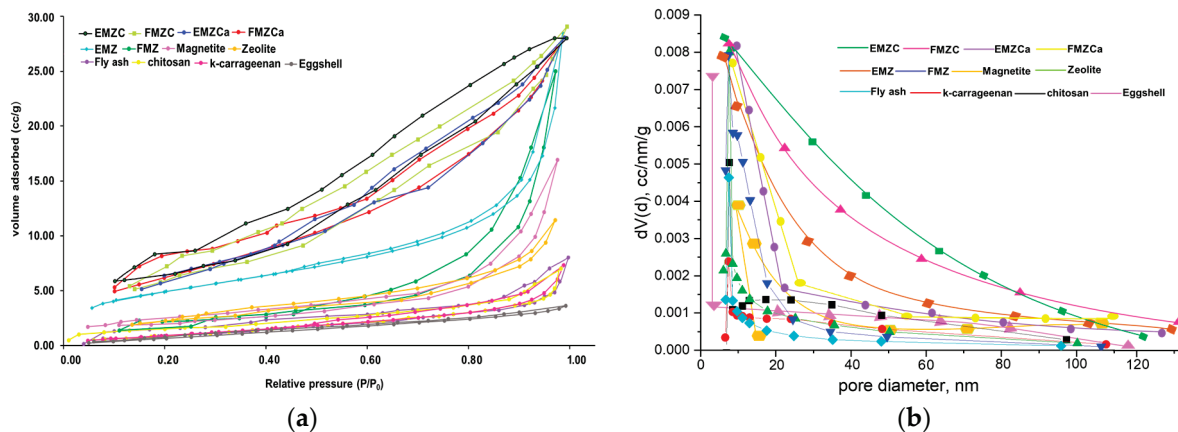 30.00
25.00
20.00
15.00
10.00
5.00
0.00
volume adsorbed (cc/g)
EMZC FMZC EMZCa FMZCa
EMZ FMZ Magnetite Zeolite
Fly ash chitosan k-carrageenan Eggshell
0.00 0.20 0.40 0.60 0.80 1.00
Relative pressure (P/P0)
(a)
0.009
0.008
0.007
0.006
0.005
0.004
0.003
0.002
0.001
0.000
dV(d), cc/nm/g
EMZC FMZC EMZCa FMZCa
EMZ FMZ Magnetite Zeolite
Fly ash k-carrageenan chitosan Eggshell
0 20 40 60 80 100 120
pore diameter, nm
(b)